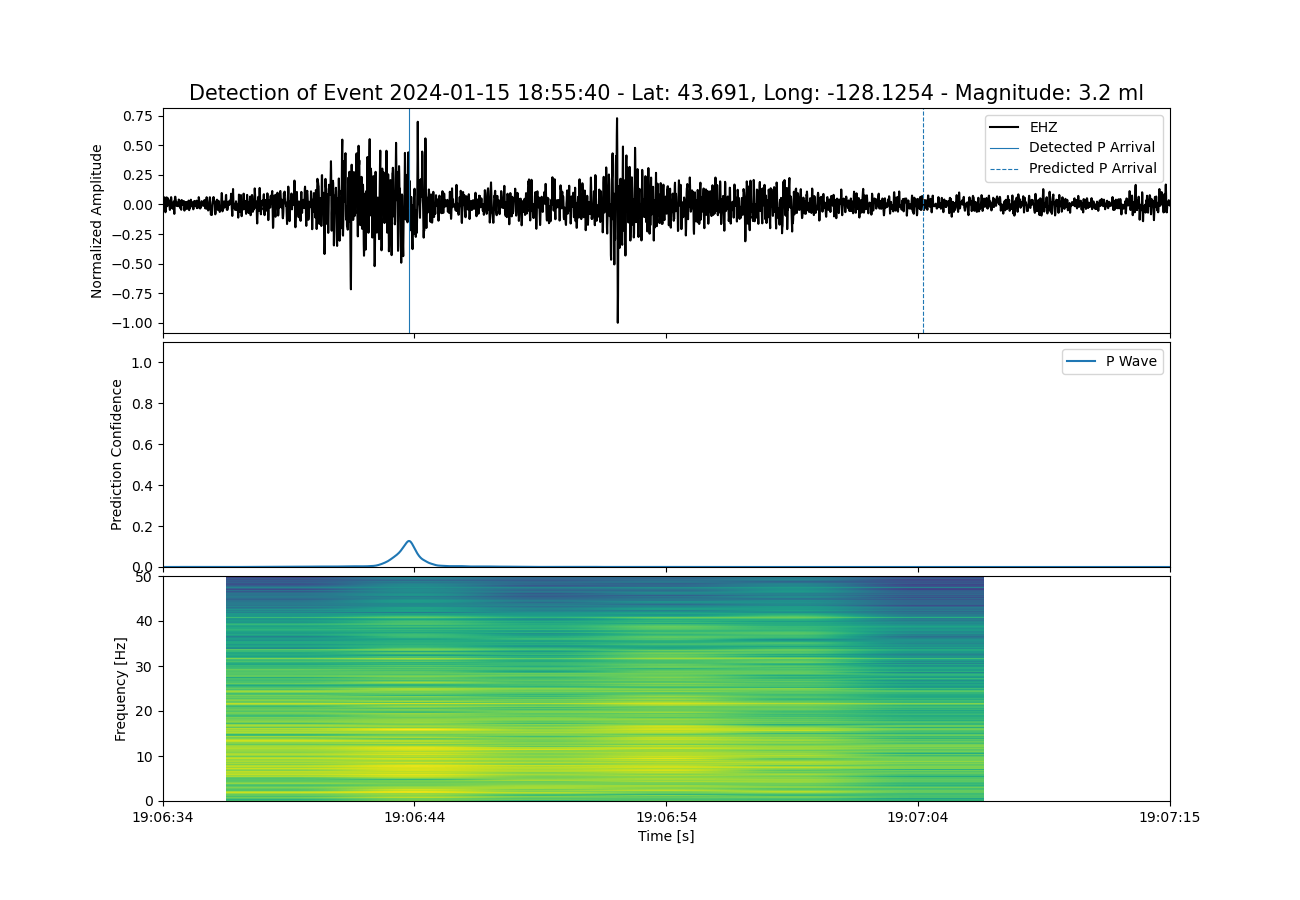 Detection of Event 2024-01-15 18:55:40 - Lat: 43.691, Long: -128.1254 - Magnitude: 3.2 ml
Normalized Amplitude
0.75
0.50
0.25
0.00
−0.25
−0.50
−0.75
−1.00
EHZ
Detected P Arrival
Predicted P Arrival
Prediction Confidence
1.0
0.8
0.6
0.4
0.2
0.0
P Wave
Frequency [Hz]
50
40
30
20
10
0
19:06:34 19:06:44 19:06:54 19:07:04 19:07:15
Time [s]